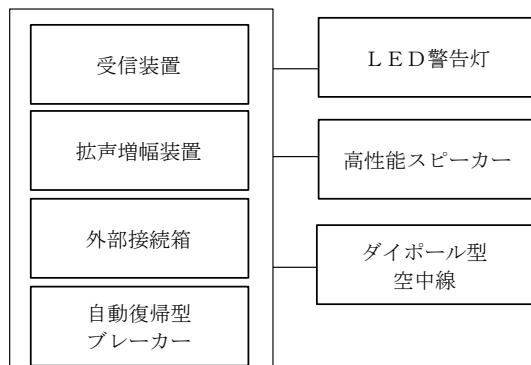 受信装置
拡声増幅装置
外部接続箱
自動復帰型
ブレーカー
ＬＥＤ警告灯
高性能スピーカー
ダイポール型
空中線